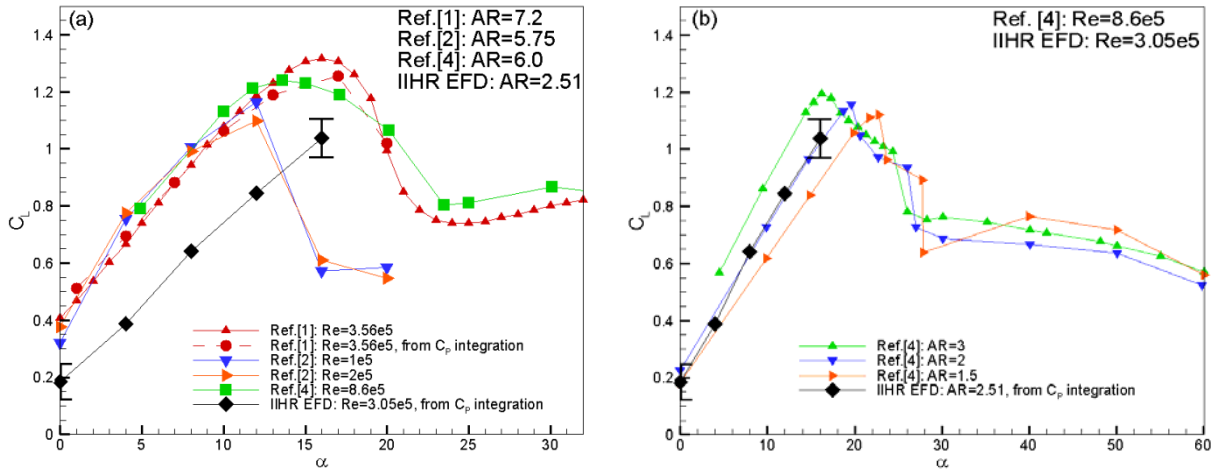 (a)
Ref.[1]: AR=7.2
Ref.[2]: AR=5.75
Ref.[4]: AR=6.0
IIHR EFD: AR=2.51
1.4
1.2
1
0.8
0.6
0.4
0.2
0
C_L
Ref.[1]: Re=3.56e5
Ref.[1]: Re=3.56e5, from C_P integration
Ref.[2]: Re=1e5
Ref.[2]: Re=2e5
Ref.[4]: Re=8.6e5
IIHR EFD: Re=3.05e5, from C_P integration
0 5 10 15 20 25 30
α
(b)
Ref. [4]: Re=8.6e5
IIHR EFD: Re=3.05e5
1.4
1.2
1
0.8
0.6
0.4
0.2
0
C_L
Ref.[4]: AR=3
Ref.[4]: AR=2
Ref.[4]: AR=1.5
IIHR EFD: AR=2.51, from C_P integration
0 10 20 30 40 50 60
α